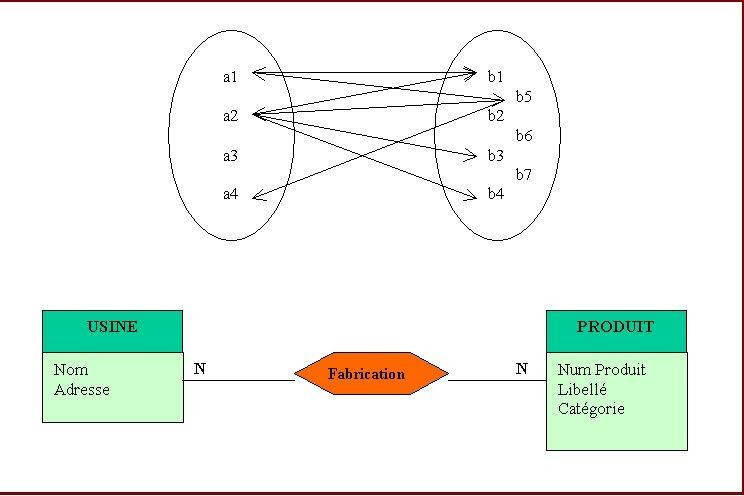 a1
a2
a3
a4
b1
b5
b2
b6
b3
b7
b4
USINE
Nom
Adresse
N
Fabrication
N
PRODUIT
Num Produit
Libellé
Catégorie